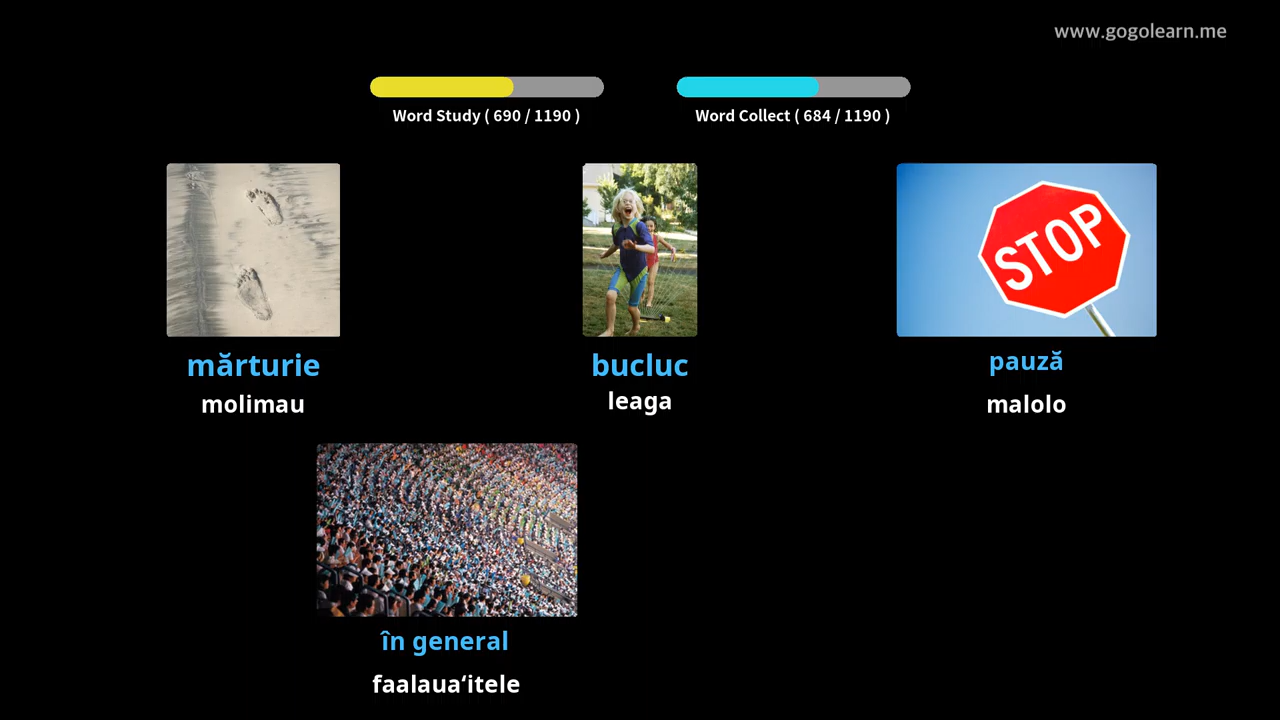 www.gogolearn.me
Word Study ( 690 / 1190 )
Word Collect ( 684 / 1190 )
STOP
mărturie
molimau
bucluc
leaga
pauză
malolo
în general
faalaua‘itele